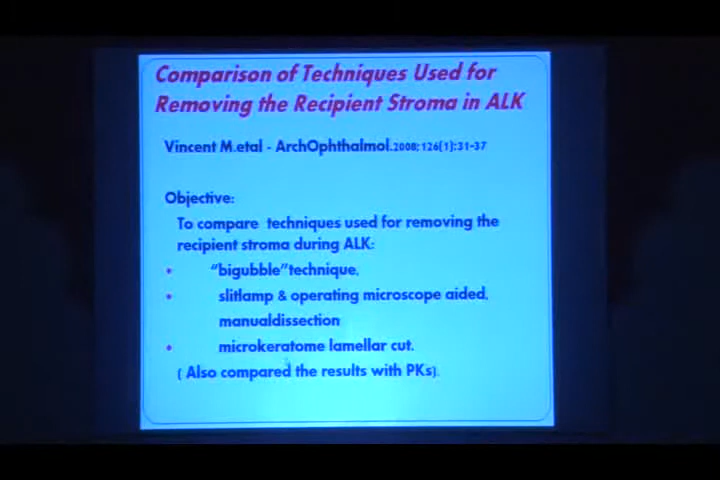 Comparison of Techniques Used for
Removing the Recipient Stroma in ALK
Vincent M.etal - ArchOphthalmol.2008;126(1):31-37
Objective:
To compare techniques used for removing the
recipient stroma during ALK:
• “bigubble”technique,
• slitlamp & operating microscope aided,
manualdissection
• microkeratome lamellar cut.
( Also compared the results with PKs).